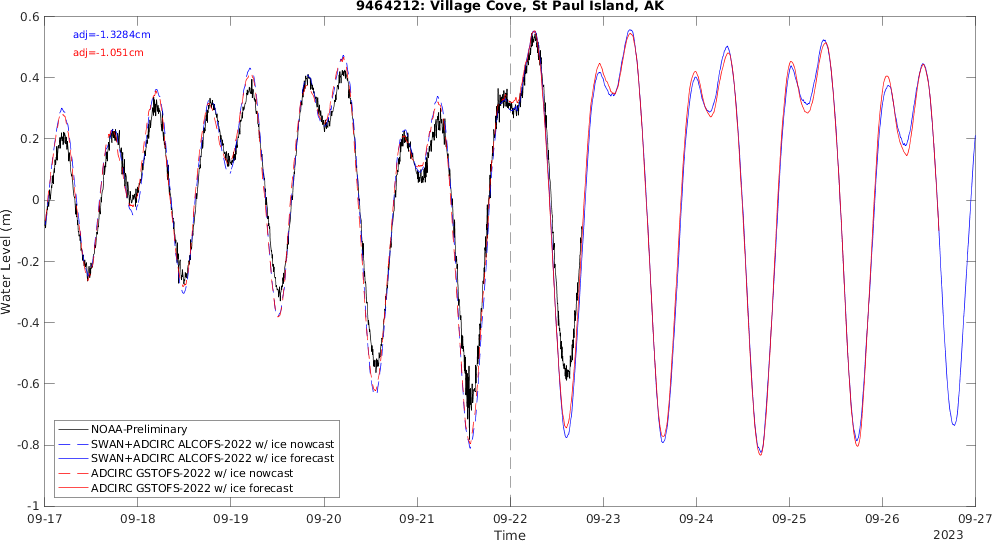 9464212: Village Cove, St Paul Island, AK
adj=-1.3284cm
adj=-1.051cm
0.6
0.4
0.2
0
-0.2
-0.4
-0.6
-0.8
-1
Water Level (m)
NOAA-Preliminary
SWAN+ADCIRC ALCOFS-2022 w/ ice nowcast
SWAN+ADCIRC ALCOFS-2022 w/ ice forecast
ADCIRC GSTOFS-2022 w/ ice nowcast
ADCIRC GSTOFS-2022 w/ ice forecast
09-17 09-18 09-19 09-20 09-21 09-22 09-23 09-24 09-25 09-26 09-27
Time
2023